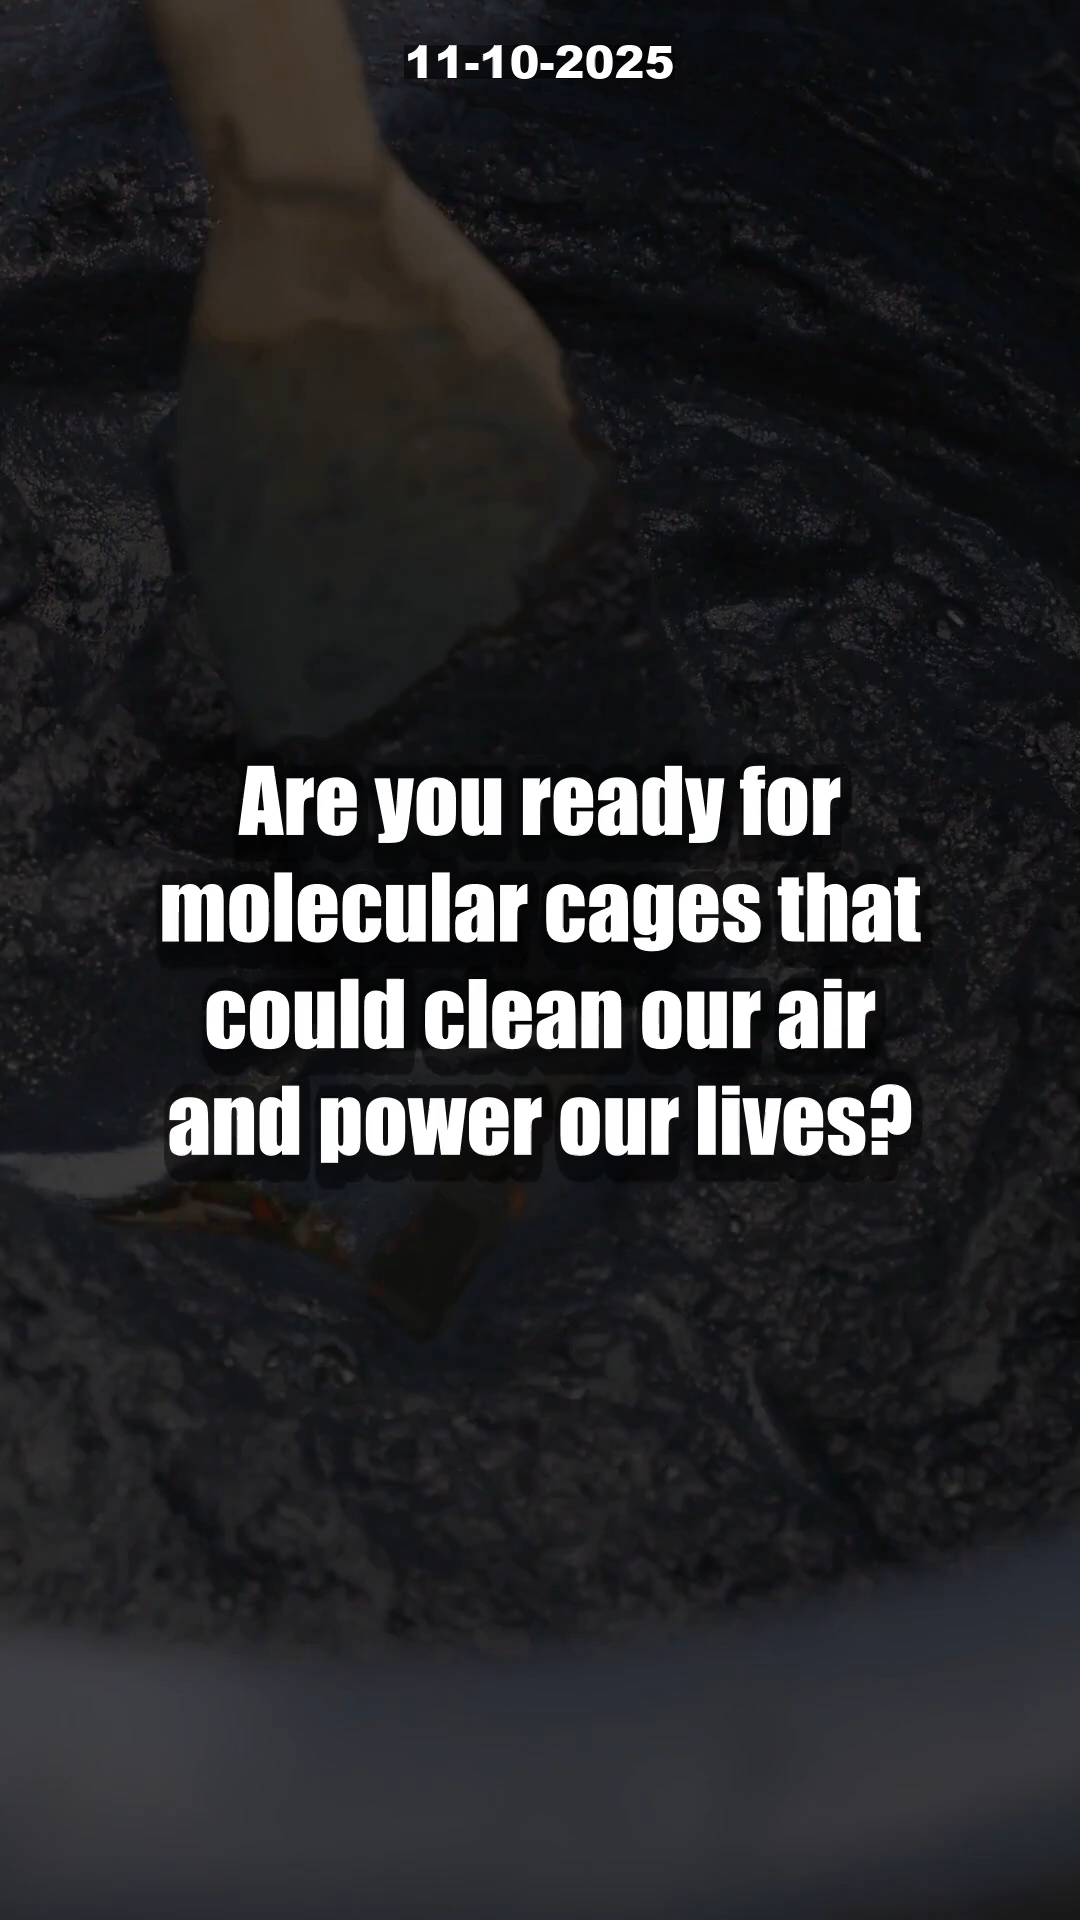 11-10-2025
Are you ready for
molecular cages that
could clean our air
and power our lives?